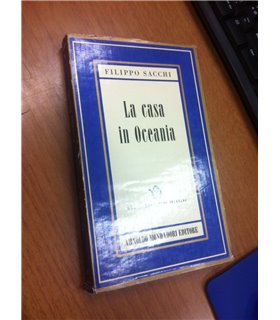 FILIPPO SACCHI
La casa
in Oceania
ARNOLDO MONDADORI EDITORE